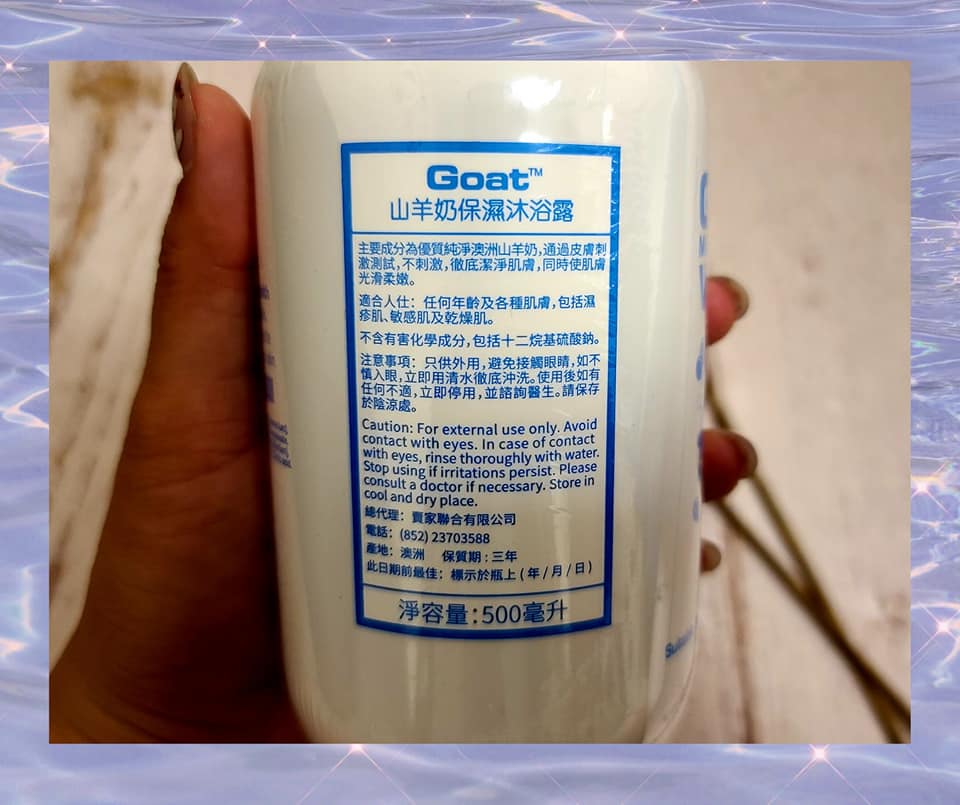 Goat™
山羊奶保濕沐浴露
主要成分為優質純淨澳洲山羊奶,通過皮膚刺
激測試,不刺激,徹底潔淨肌膚,同時使肌膚
光滑柔嫩。
適合人仕：任何年齡及各種肌膚,包括濕
疹肌、敏感肌及乾燥肌。
不含有害化學成分,包括十二烷基硫酸鈉。
注意事項：只供外用,避免接觸眼睛,如不
慎入眼,立即用清水徹底沖洗。使用後如有
任何不適,立即停用,並諮詢醫生。請保存
於陰涼處。
Caution: For external use only. Avoid
contact with eyes. In case of contact
with eyes, rinse thoroughly with water.
Stop using if irritations persist. Please
consult a doctor if necessary. Store in
cool and dry place.
總代理：賣家聯合有限公司
電話：(852) 23703588
產地：澳洲 保質期：三年
此日期前最佳：標示於瓶上 (年/月/日)
淨容量：500毫升